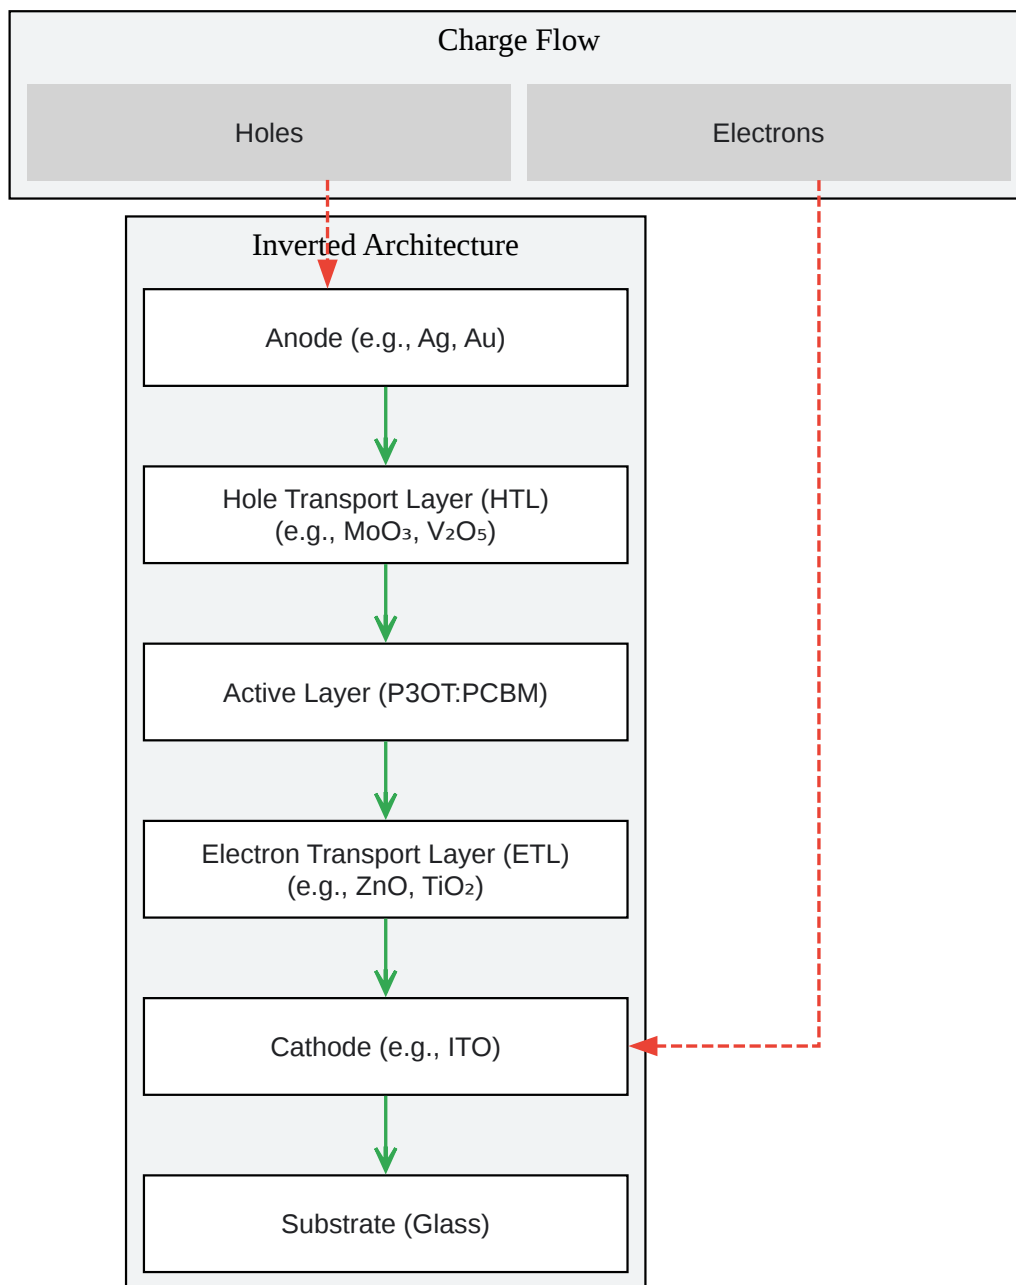 Charge Flow
Holes
Electrons
Inverted Architecture
Anode (e.g., Ag, Au)
Hole Transport Layer (HTL)
(e.g., MoO₃, V₂O₅)
Active Layer (P3OT:PCBM)
Electron Transport Layer (ETL)
(e.g., ZnO, TiO₂)
Cathode (e.g., ITO)
Substrate (Glass)